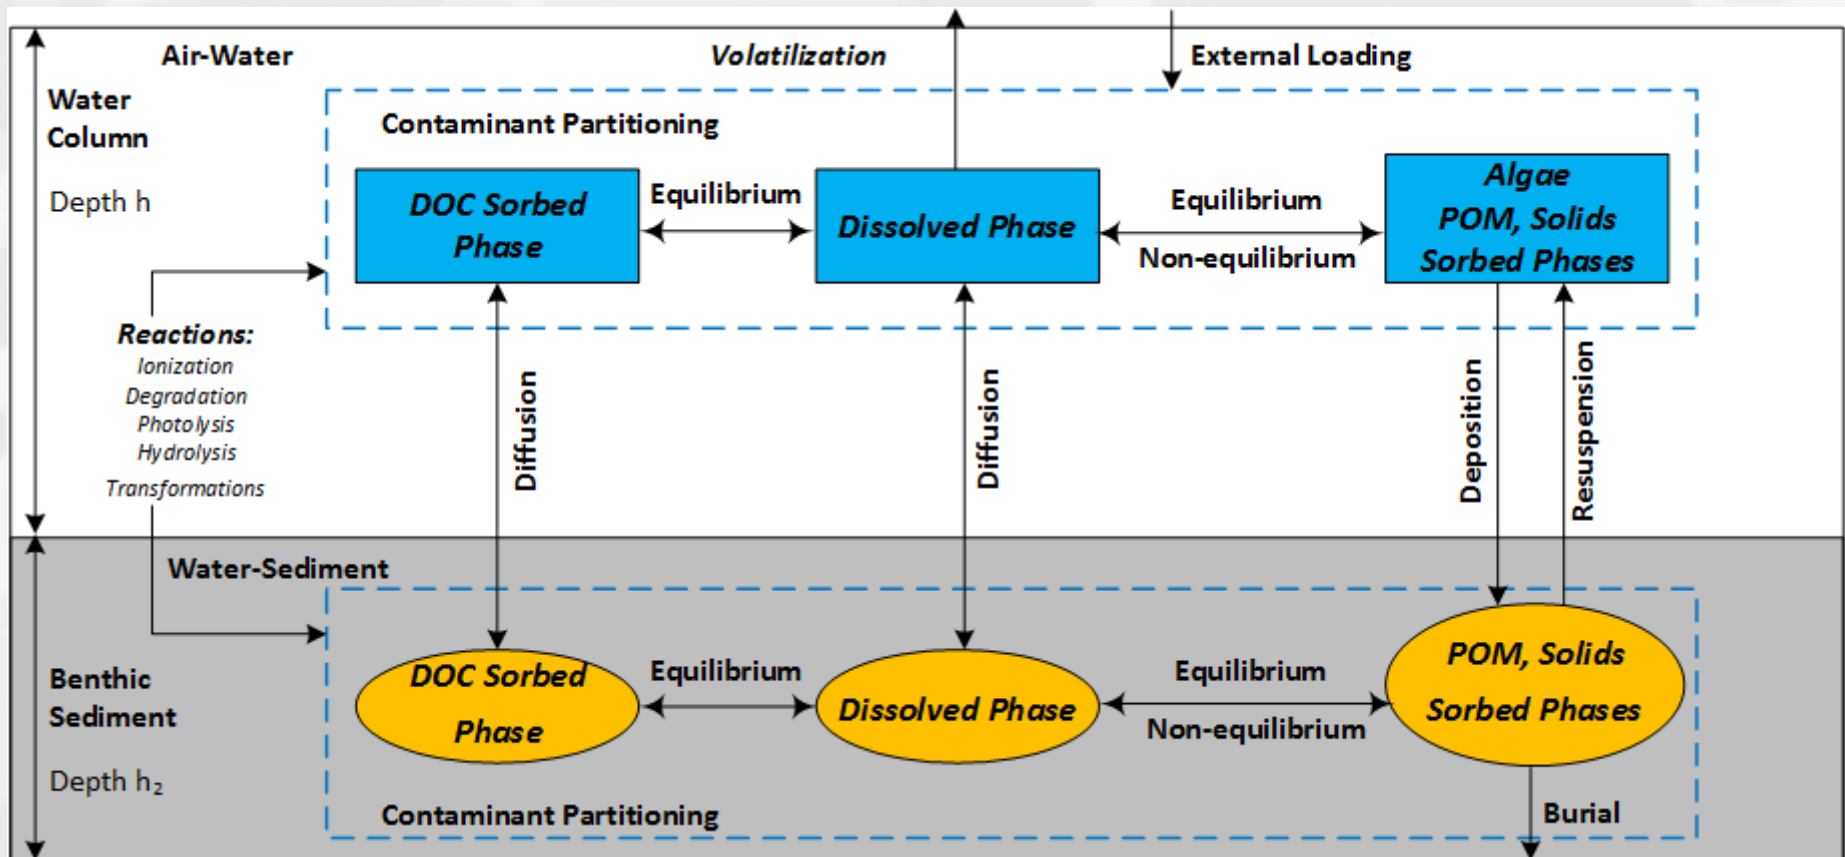 Air-Water
Volatilization
External Loading
Water
Column
Depth h
Contaminant Partitioning
DOC Sorbed
Phase
Equilibrium
Dissolved Phase
Equilibrium
Non-equilibrium
Algae
POM, Solids
Sorbed Phases
Reactions:
Ionization
Degradation
Photolysis
Hydrolysis
Transformations
Diffusion
Diffusion
Deposition
Resuspension
Water-Sediment
Benthic
Sediment
Depth h₂
DOC Sorbed
Phase
Equilibrium
Dissolved Phase
Equilibrium
Non-equilibrium
POM, Solids
Sorbed Phases
Contaminant Partitioning
Burial